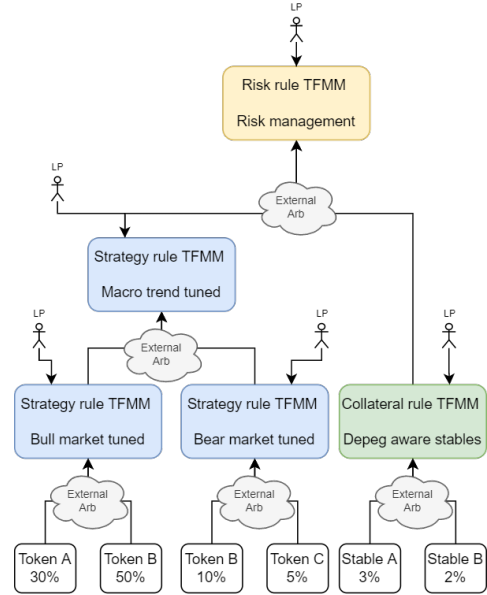 LP
Risk rule TFMM
Risk management
LP
External
Arb
Strategy rule TFMM
Macro trend tuned
LP
External
Arb
LP
LP
Strategy rule TFMM
Bull market tuned
Strategy rule TFMM
Bear market tuned
Collateral rule TFMM
Depeg aware stables
External
Arb
External
Arb
External
Arb
Token A
30%
Token B
50%
Token B
10%
Token C
5%
Stable A
3%
Stable B
2%